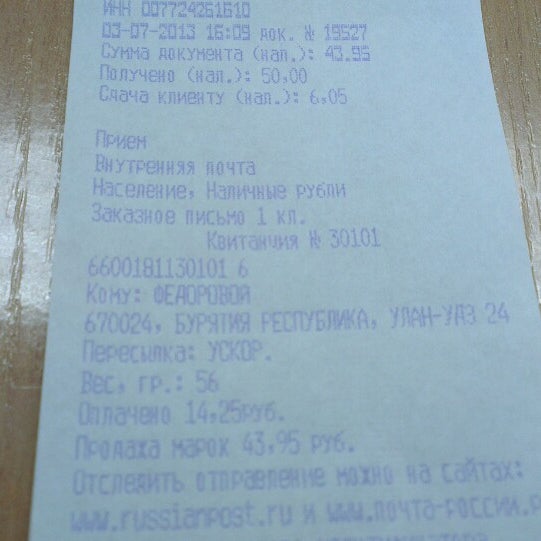 ИНН 007724261610
03-07-2013 16:09 док. № 19527
Сумма документа (нал.): 43.95
Получено (нал.): 50,00
Сдача клиенту (нал.): 6,05
Прием
Внутренняя почта
Население, Наличные рубли
Заказное письмо 1 кл.
Квитанчия № 30101
6600181130101 6
Кому: ФЕДОРОВОЙ
670024, БУРЯТИЯ РЕСПУБЛИКА, УЛАН-УДЭ 24
Пересылка: УСКОР.
Вес, гр.: 56
Оплачено 14,25руб.
Продажа марок 43,95 руб.
Отследить отправление можно на сайтах:
www.russianpost.ru и www.почта-россии.р